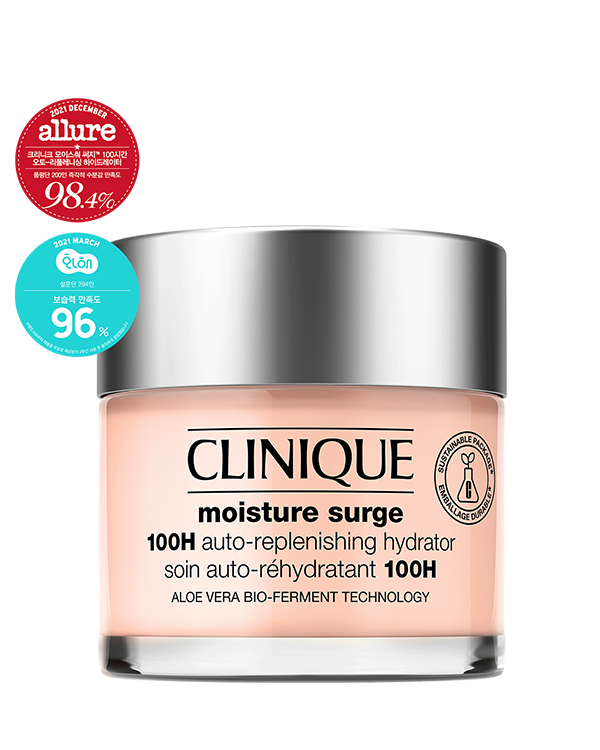 2021 DECEMBER
allure
크리니크 모이스춰 써지™ 100시간
오토-리플레니싱 하이드레이터
품평단 200인 즉각적 수분감 만족도
98.4%
2021 MARCH
설문단 294인
보습력 만족도
96 %
CLINIQUE
moisture surge
100H auto-replenishing hydrator
soin auto-réhydratant 100H
ALOE VERA BIO-FERMENT TECHNOLOGY
SUSTAINABLE PACKAGE*
C
EMBALLAGE DURABLE*